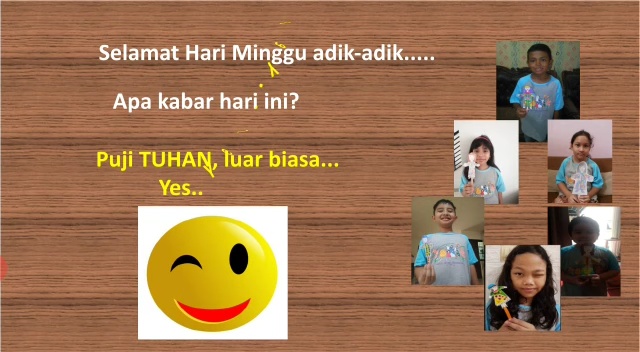 Selamat Hari Minggu adik-adik.....
Apa kabar hari ini?
Puji TUHAN, luar biasa...
Yes..